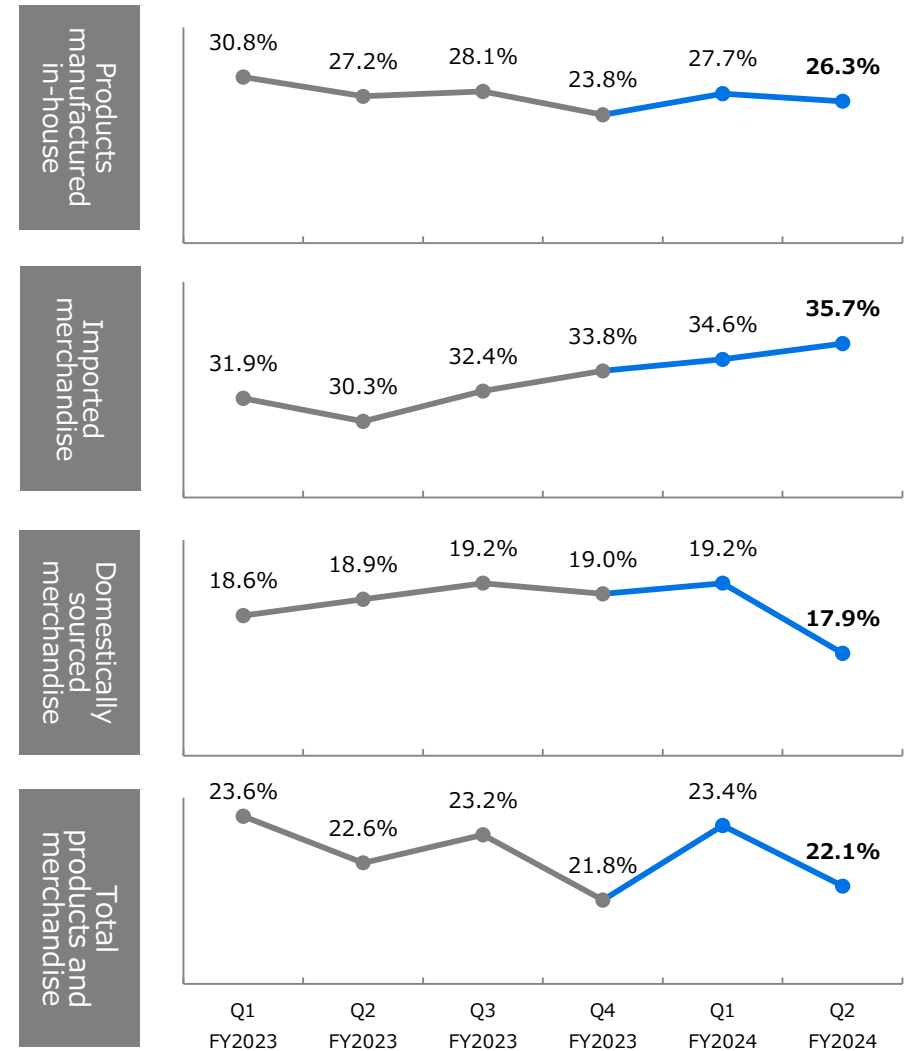 Products
manufactured
in-house
30.8%
27.2%
28.1%
23.8%
27.7%
26.3%
Imported
merchandise
31.9%
30.3%
32.4%
33.8%
34.6%
35.7%
Domestically
sourced
merchandise
18.6%
18.9%
19.2%
19.0%
19.2%
17.9%
Total
products and
merchandise
23.6%
22.6%
23.2%
21.8%
23.4%
22.1%
Q1 Q2 Q3 Q4 Q1 Q2
FY2023 FY2023 FY2023 FY2023 FY2024 FY2024